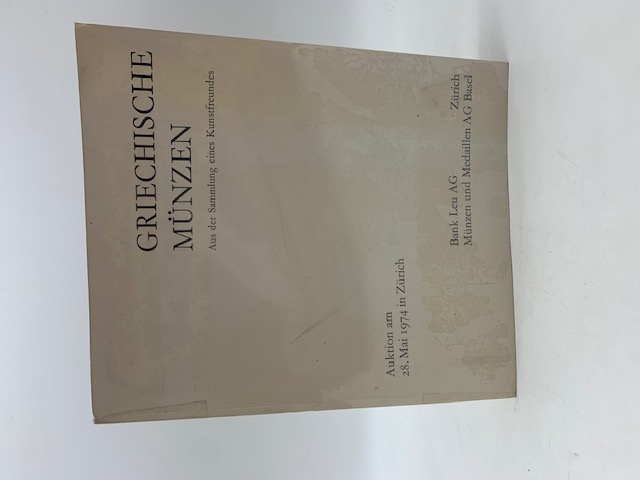 GRIECHISCHE
MÜNZEN
Aus der Sammlung eines Kunstfreundes
Auktion am
28. Mai 1974 in Zürich
Bank Leu AG Zürich
Münzen und Medaillen AG Basel